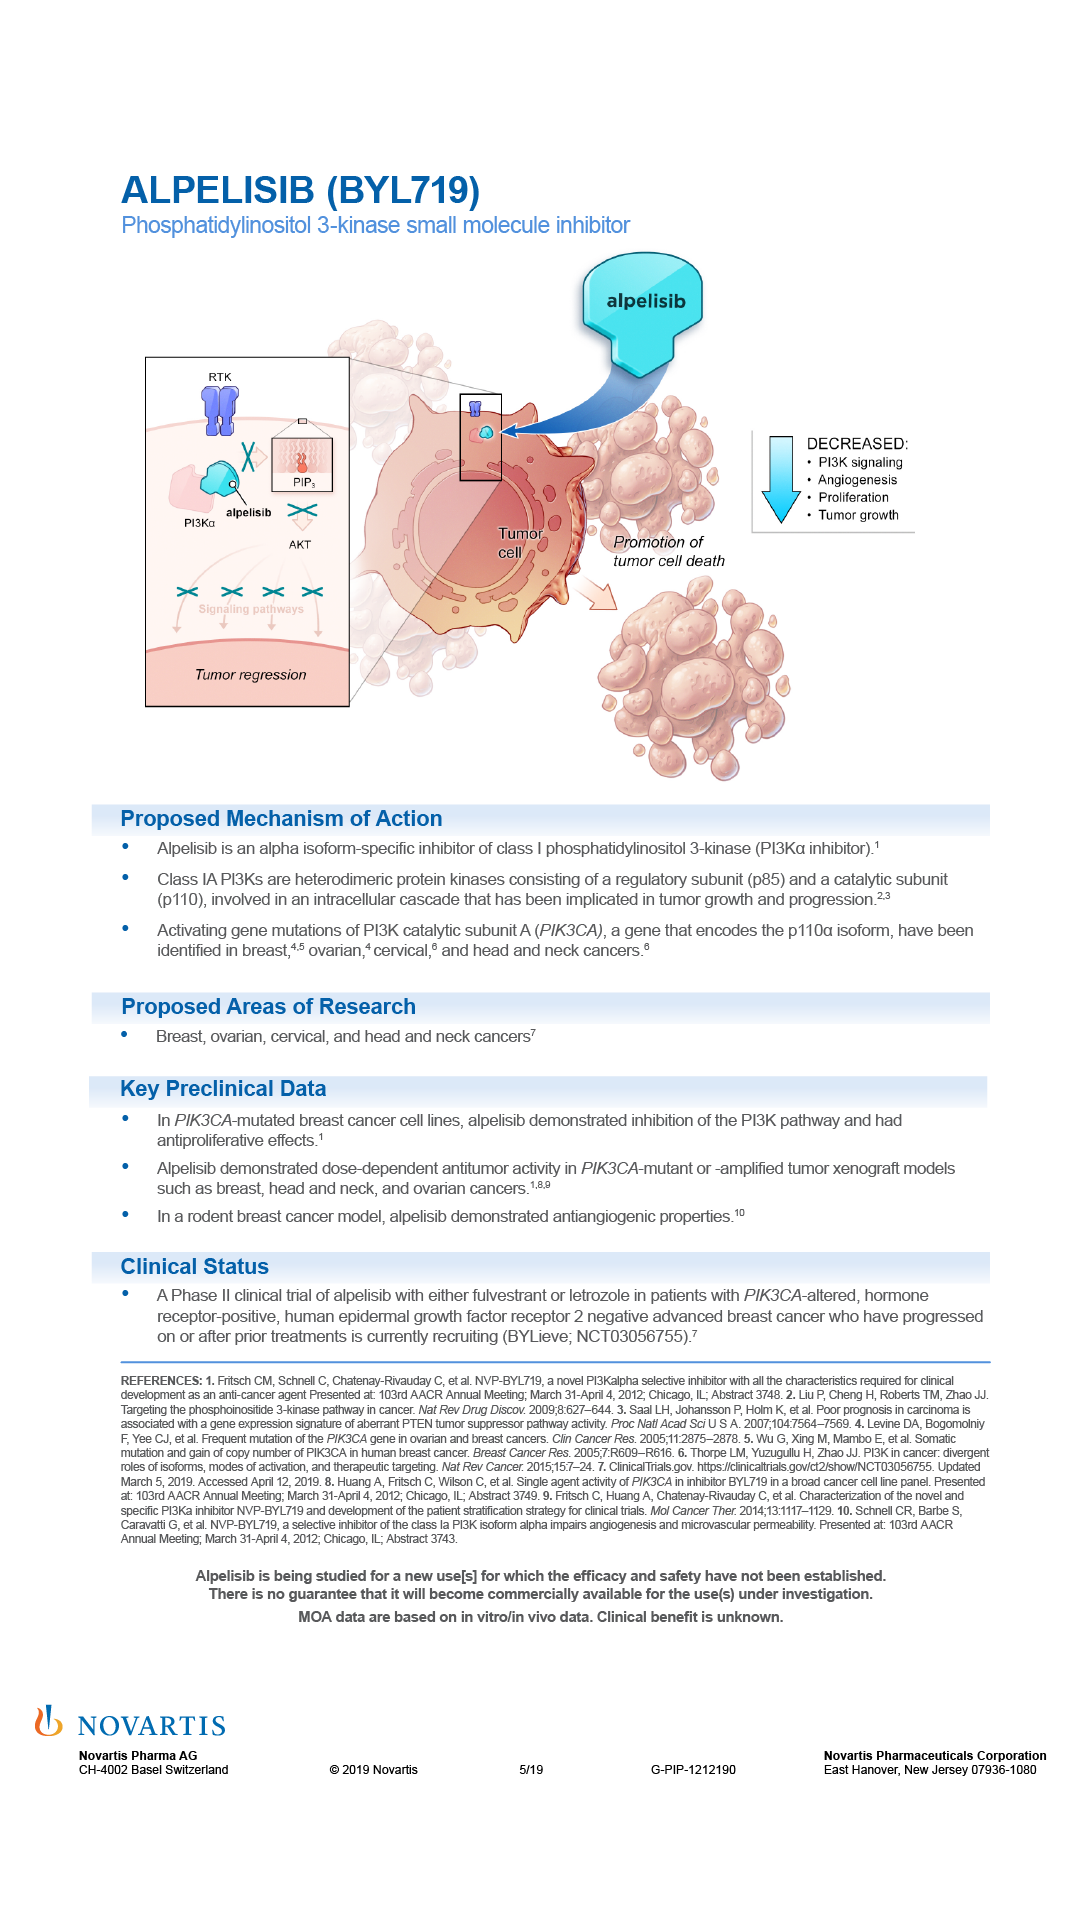 ALPELISIB (BYL719)
Phosphatidylinositol 3-kinase small molecule inhibitor
alpelisib
RTK
PIP3
PI3Kα
alpelisib
AKT
Signaling pathways
Tumor regression
Tumor
cell
Promotion of
tumor cell death
DECREASED:
• PI3K signaling
• Angiogenesis
• Proliferation
• Tumor growth
Proposed Mechanism of Action
• Alpelisib is an alpha isoform-specific inhibitor of class I phosphatidylinositol 3-kinase (PI3Kα inhibitor).1
• Class IA PI3Ks are heterodimeric protein kinases consisting of a regulatory subunit (p85) and a catalytic subunit
(p110), involved in an intracellular cascade that has been implicated in tumor growth and progression.2,3
• Activating gene mutations of PI3K catalytic subunit A (PIK3CA), a gene that encodes the p110α isoform, have been
identified in breast,4,5 ovarian,4 cervical,6 and head and neck cancers.6
Proposed Areas of Research
• Breast, ovarian, cervical, and head and neck cancers7
Key Preclinical Data
• In PIK3CA-mutated breast cancer cell lines, alpelisib demonstrated inhibition of the PI3K pathway and had
antiproliferative effects.1
• Alpelisib demonstrated dose-dependent antitumor activity in PIK3CA-mutant or -amplified tumor xenograft models
such as breast, head and neck, and ovarian cancers.1,8,9
• In a rodent breast cancer model, alpelisib demonstrated antiangiogenic properties.10
Clinical Status
• A Phase II clinical trial of alpelisib with either fulvestrant or letrozole in patients with PIK3CA-altered, hormone
receptor-positive, human epidermal growth factor receptor 2 negative advanced breast cancer who have progressed
on or after prior treatments is currently recruiting (BYLieve; NCT03056755).7
REFERENCES: 1. Fritsch CM, Schnell C, Chatenay-Rivauday C, et al. NVP-BYL719, a novel PI3Kalpha selective inhibitor with all the characteristics required for clinical
development as an anti-cancer agent Presented at: 103rd AACR Annual Meeting; March 31-April 4, 2012; Chicago, IL; Abstract 3748. 2. Liu P, Cheng H, Roberts TM, Zhao JJ.
Targeting the phosphoinositide 3-kinase pathway in cancer. Nat Rev Drug Discov. 2009;8:627–644. 3. Saal LH, Johansson P, Holm K, et al. Poor prognosis in carcinoma is
associated with a gene expression signature of aberrant PTEN tumor suppressor pathway activity. Proc Natl Acad Sci U S A. 2007;104:7564–7569. 4. Levine DA, Bogomolniy
F, Yee CJ, et al. Frequent mutation of the PIK3CA gene in ovarian and breast cancers. Clin Cancer Res. 2005;11:2875–2878. 5. Wu G, Xing M, Mambo E, et al. Somatic
mutation and gain of copy number of PIK3CA in human breast cancer. Breast Cancer Res. 2005;7:R609–R616. 6. Thorpe LM, Yuzugullu H, Zhao JJ. PI3K in cancer: divergent
roles of isoforms, modes of activation, and therapeutic targeting. Nat Rev Cancer. 2015;15:7–24. 7. ClinicalTrials.gov. https://clinicaltrials.gov/ct2/show/NCT03056755. Updated
March 5, 2019. Accessed April 12, 2019. 8. Huang A, Fritsch C, Wilson C, et al. Single agent activity of PIK3CA in inhibitor BYL719 in a broad cancer cell line panel. Presented
at: 103rd AACR Annual Meeting; March 31-April 4, 2012; Chicago, IL; Abstract 3749. 9. Fritsch C, Huang A, Chatenay-Rivauday C, et al. Characterization of the novel and
specific PI3Ka inhibitor NVP-BYL719 and development of the patient stratification strategy for clinical trials. Mol Cancer Ther. 2014;13:1117–1129. 10. Schnell CR, Barbe S,
Caravatti G, et al. NVP-BYL719, a selective inhibitor of the class Ia PI3K isoform alpha impairs angiogenesis and microvascular permeability. Presented at: 103rd AACR
Annual Meeting; March 31-April 4, 2012; Chicago, IL; Abstract 3743.
Alpelisib is being studied for a new use[s] for which the efficacy and safety have not been established.
There is no guarantee that it will become commercially available for the use(s) under investigation.
MOA data are based on in vitro/in vivo data. Clinical benefit is unknown.
NOVARTIS
Novartis Pharma AG
CH-4002 Basel Switzerland
© 2019 Novartis
5/19
G-PIP-1212190
Novartis Pharmaceuticals Corporation
East Hanover, New Jersey 07936-1080